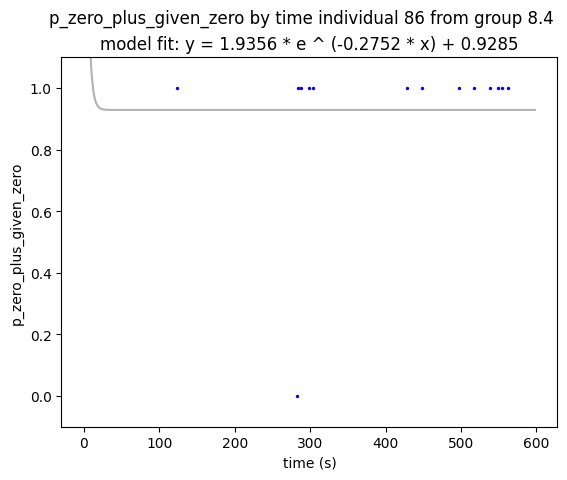 p_zero_plus_given_zero by time individual 86 from group 8.4
model fit: y = 1.9356 * e ^ (-0.2752 * x) + 0.9285
p_zero_plus_given_zero
1.0
0.8
0.6
0.4
0.2
0.0
0 100 200 300 400 500 600
time (s)